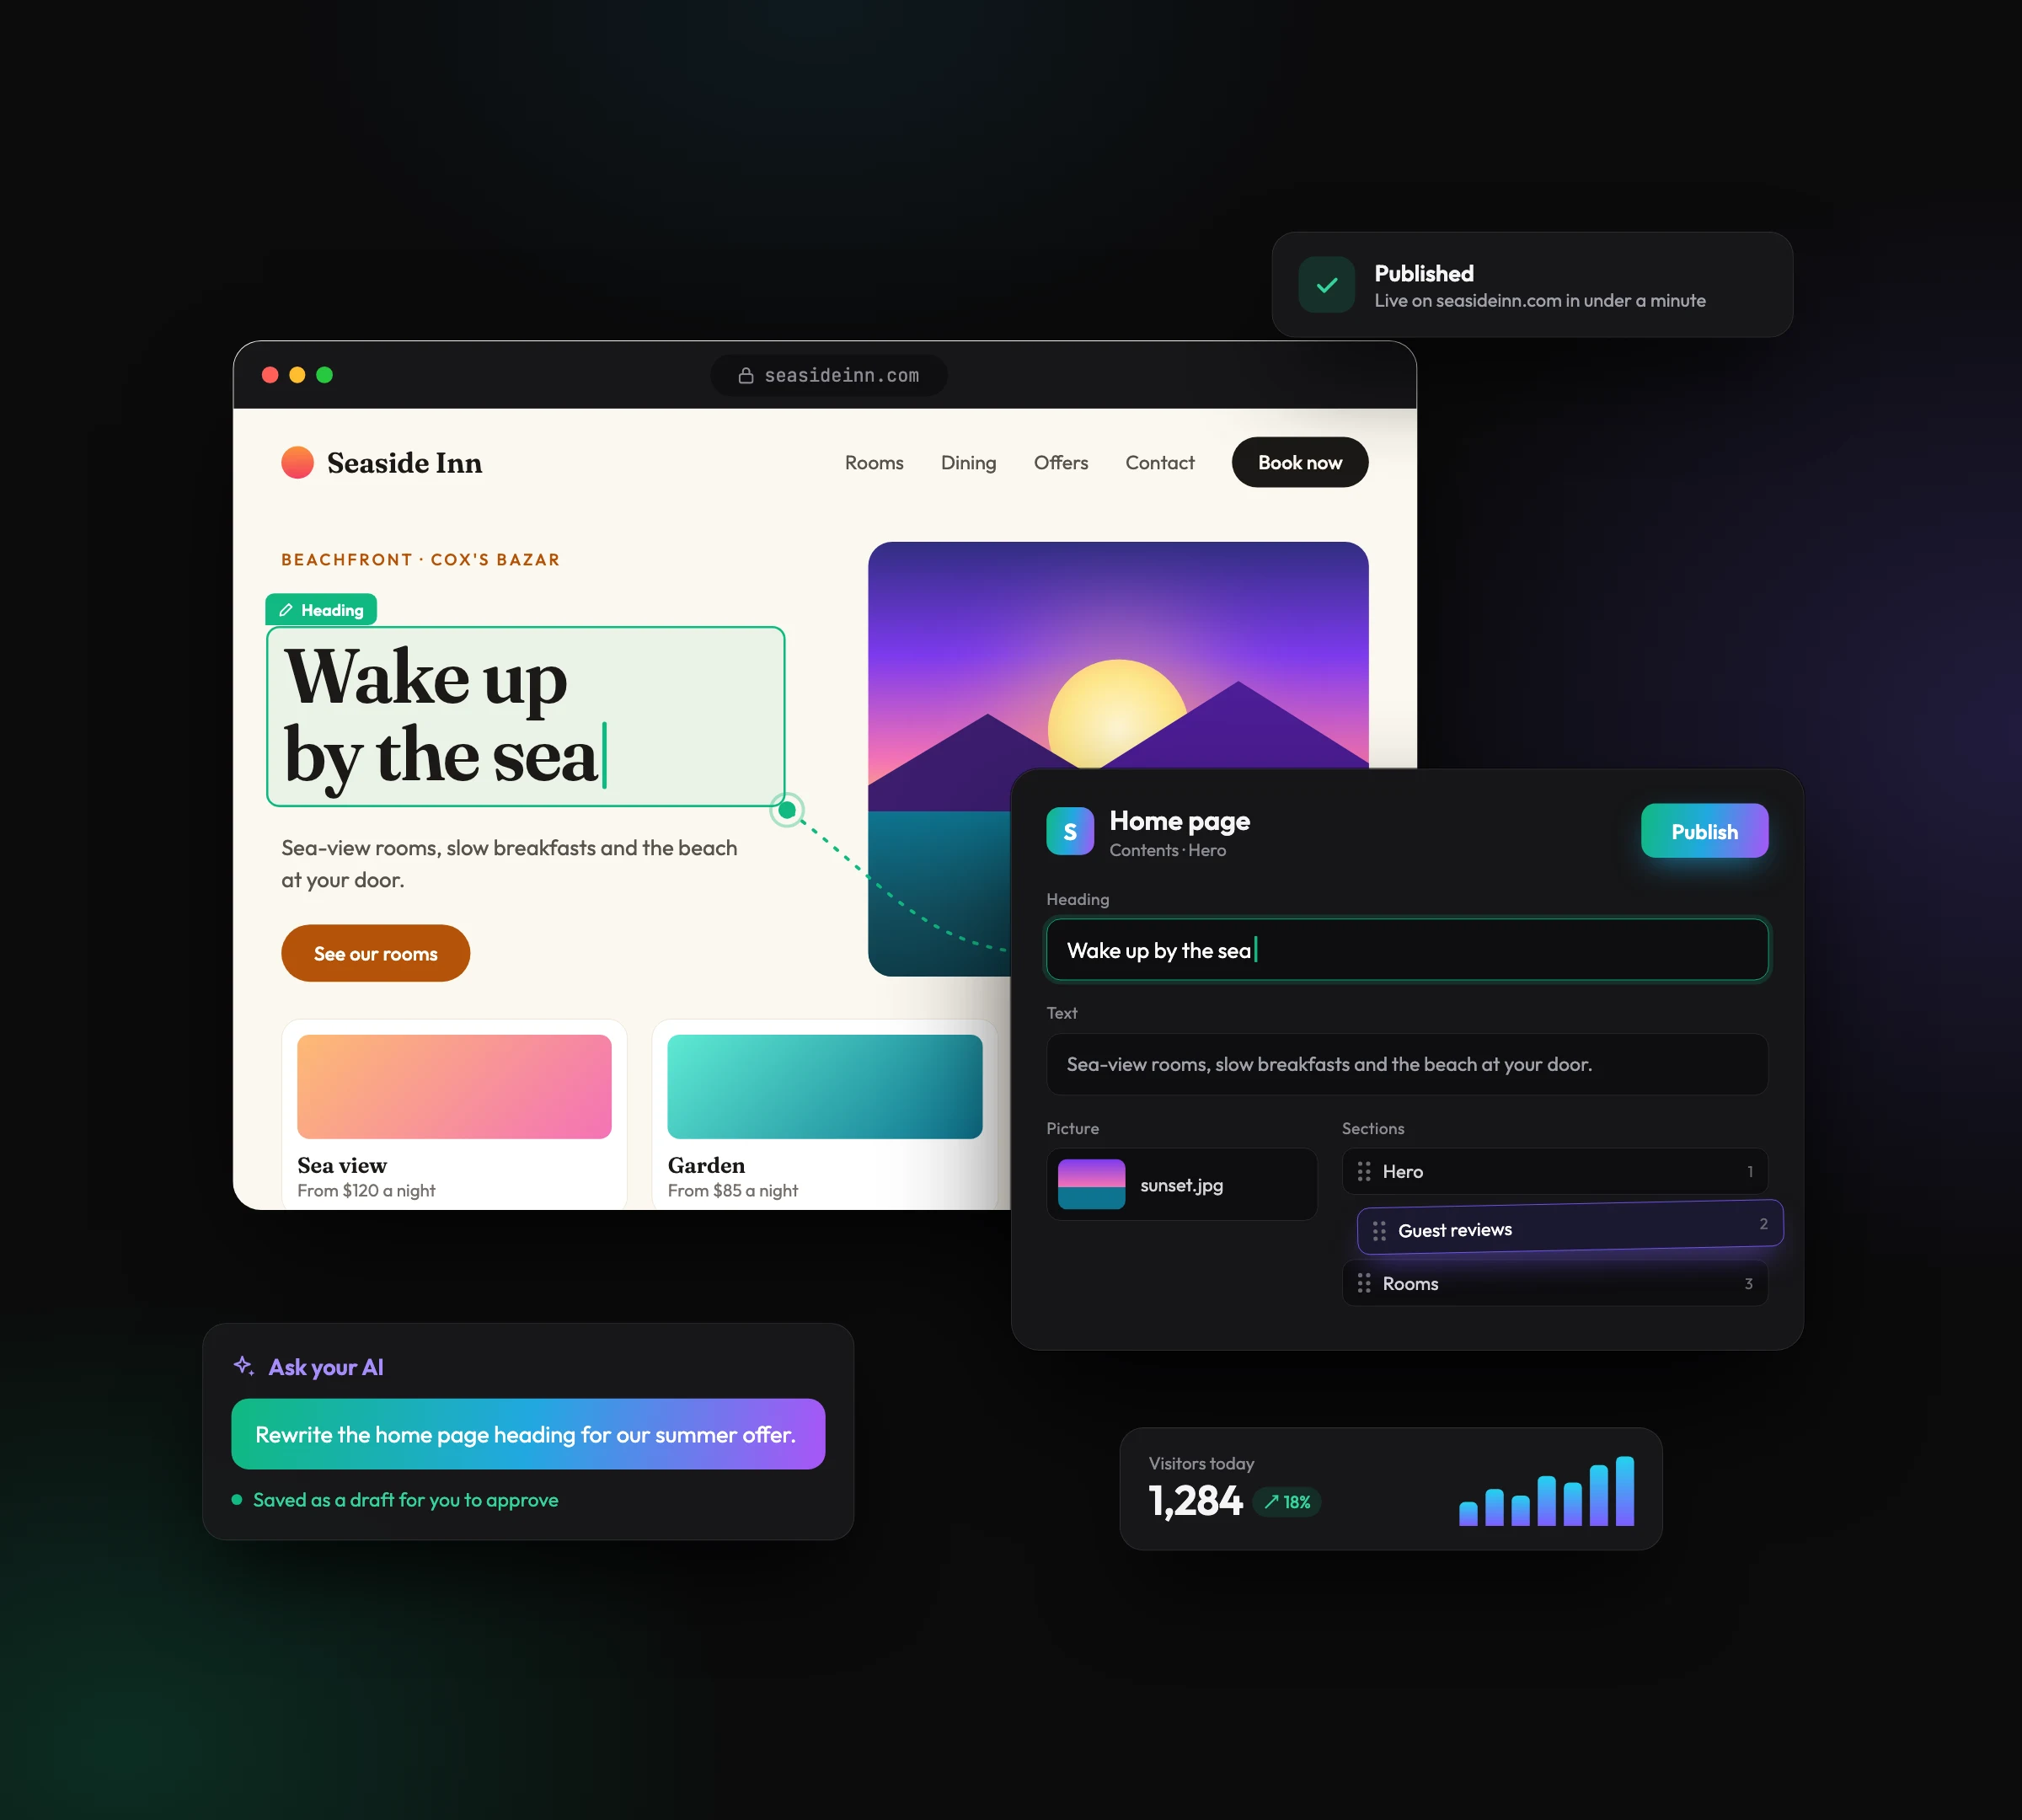 Published
Live on seasideinn.com in under a minute
seasideinn.com
Seaside Inn
Rooms
Dining
Offers
Contact
Book now
BEACHFRONT · COX'S BAZAR
Heading
Wake up
by the sea
Sea-view rooms, slow breakfasts and the beach
at your door.
See our rooms
Sea view
From $120 a night
Garden
From $85 a night
S
Home page
Contents · Hero
Publish
Heading
Wake up by the sea
Text
Sea-view rooms, slow breakfasts and the beach at your door.
Picture
sunset.jpg
Sections
Hero 1
Guest reviews 2
Rooms 3
Ask your AI
Rewrite the home page heading for our summer offer.
Saved as a draft for you to approve
Visitors today
1,284
↗ 18%